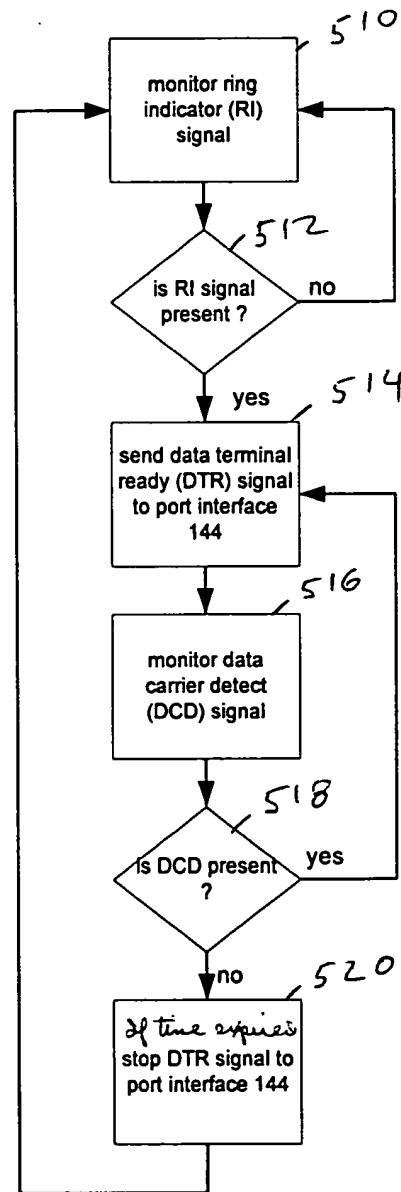 510
monitor ring
indicator (RI)
signal
512
is RI signal
present ?
no
yes
514
send data terminal
ready (DTR) signal
to port interface
144
516
monitor data
carrier detect
(DCD) signal
518
is DCD present
?
yes
no
520
If time expires
stop DTR signal to
port interface 144